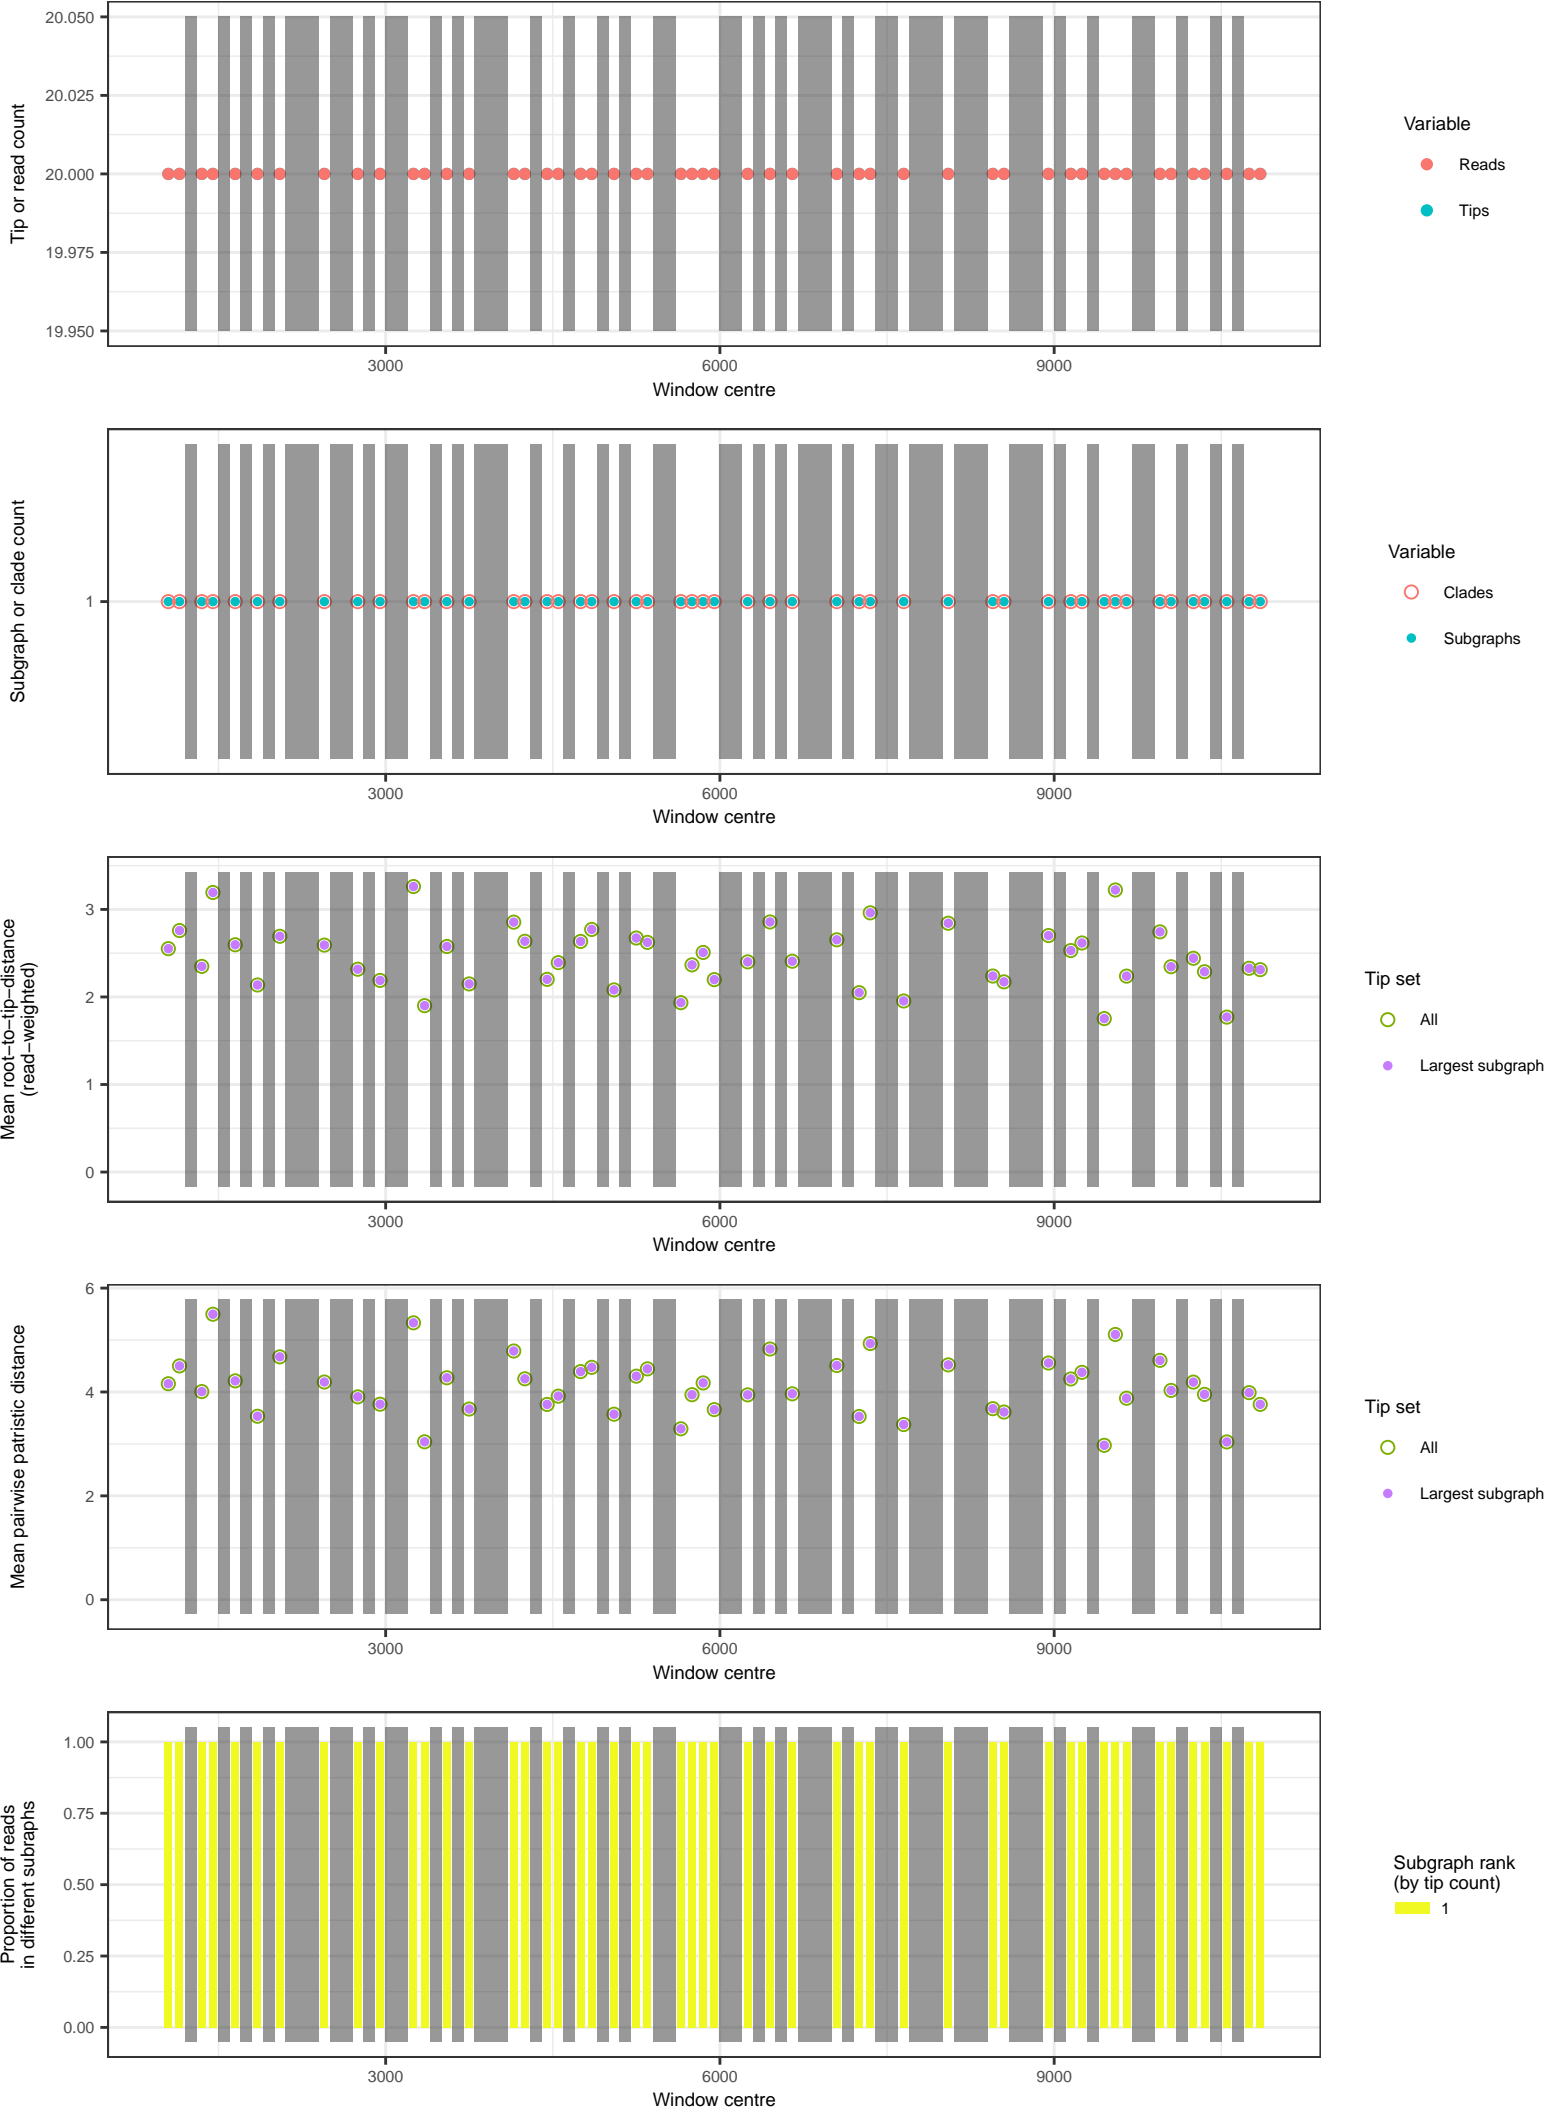 20.050
20.025
20.000
19.975
19.950
Tip or read count
3000
6000
9000
Window centre
Variable
Reads
Tips
1
Subgraph or clade count
3000
6000
9000
Window centre
Variable
Clades
Subgraphs
3
2
1
0
Mean root−to−tip−distance
(read−weighted)
3000
6000
9000
Window centre
Tip set
All
Largest subgraph
6
4
2
0
Mean pairwise patristic distance
3000
6000
9000
Window centre
Tip set
All
Largest subgraph
1.00
0.75
0.50
0.25
0.00
Proportion of reads
in different subraphs
3000
6000
9000
Window centre
Subgraph rank
(by tip count)
1